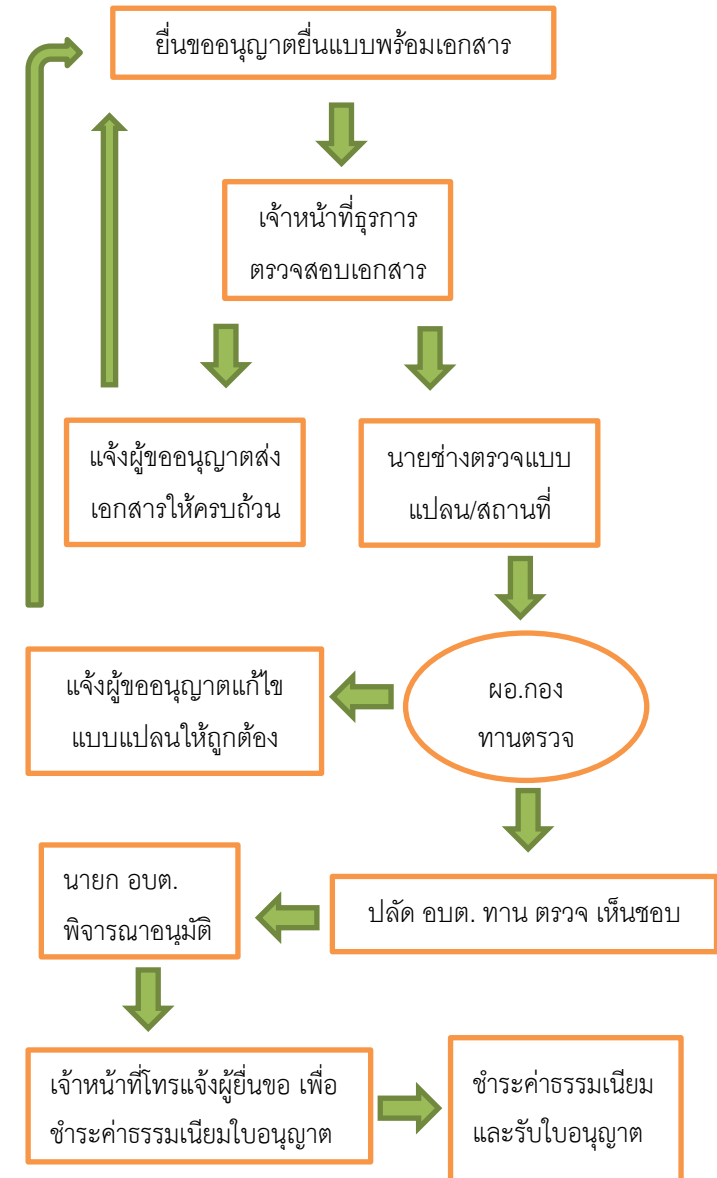 ยื่นขออนุญาตยื่นแบบพร้อมเอกสาร
เจ้าหน้าที่ธุรการ
ตรวจสอบเอกสาร
แจ้งผู้ขออนุญาตส่ง
เอกสารให้ครบถ้วน
นายช่างตรวจแบบ
แปลน/สถานที่
แจ้งผู้ขออนุญาตแก้ไข
แบบแปลนให้ถูกต้อง
ผอ.กอง
ทานตรวจ
นายก อบต.
พิจารณาอนุมัติ
ปลัด อบต. ทาน ตรวจ เห็นชอบ
เจ้าหน้าที่โทรแจ้งผู้ยื่นขอ เพื่อ
ชำระค่าธรรมเนียมใบอนุญาต
ชำระค่าธรรมเนียม
และรับใบอนุญาต